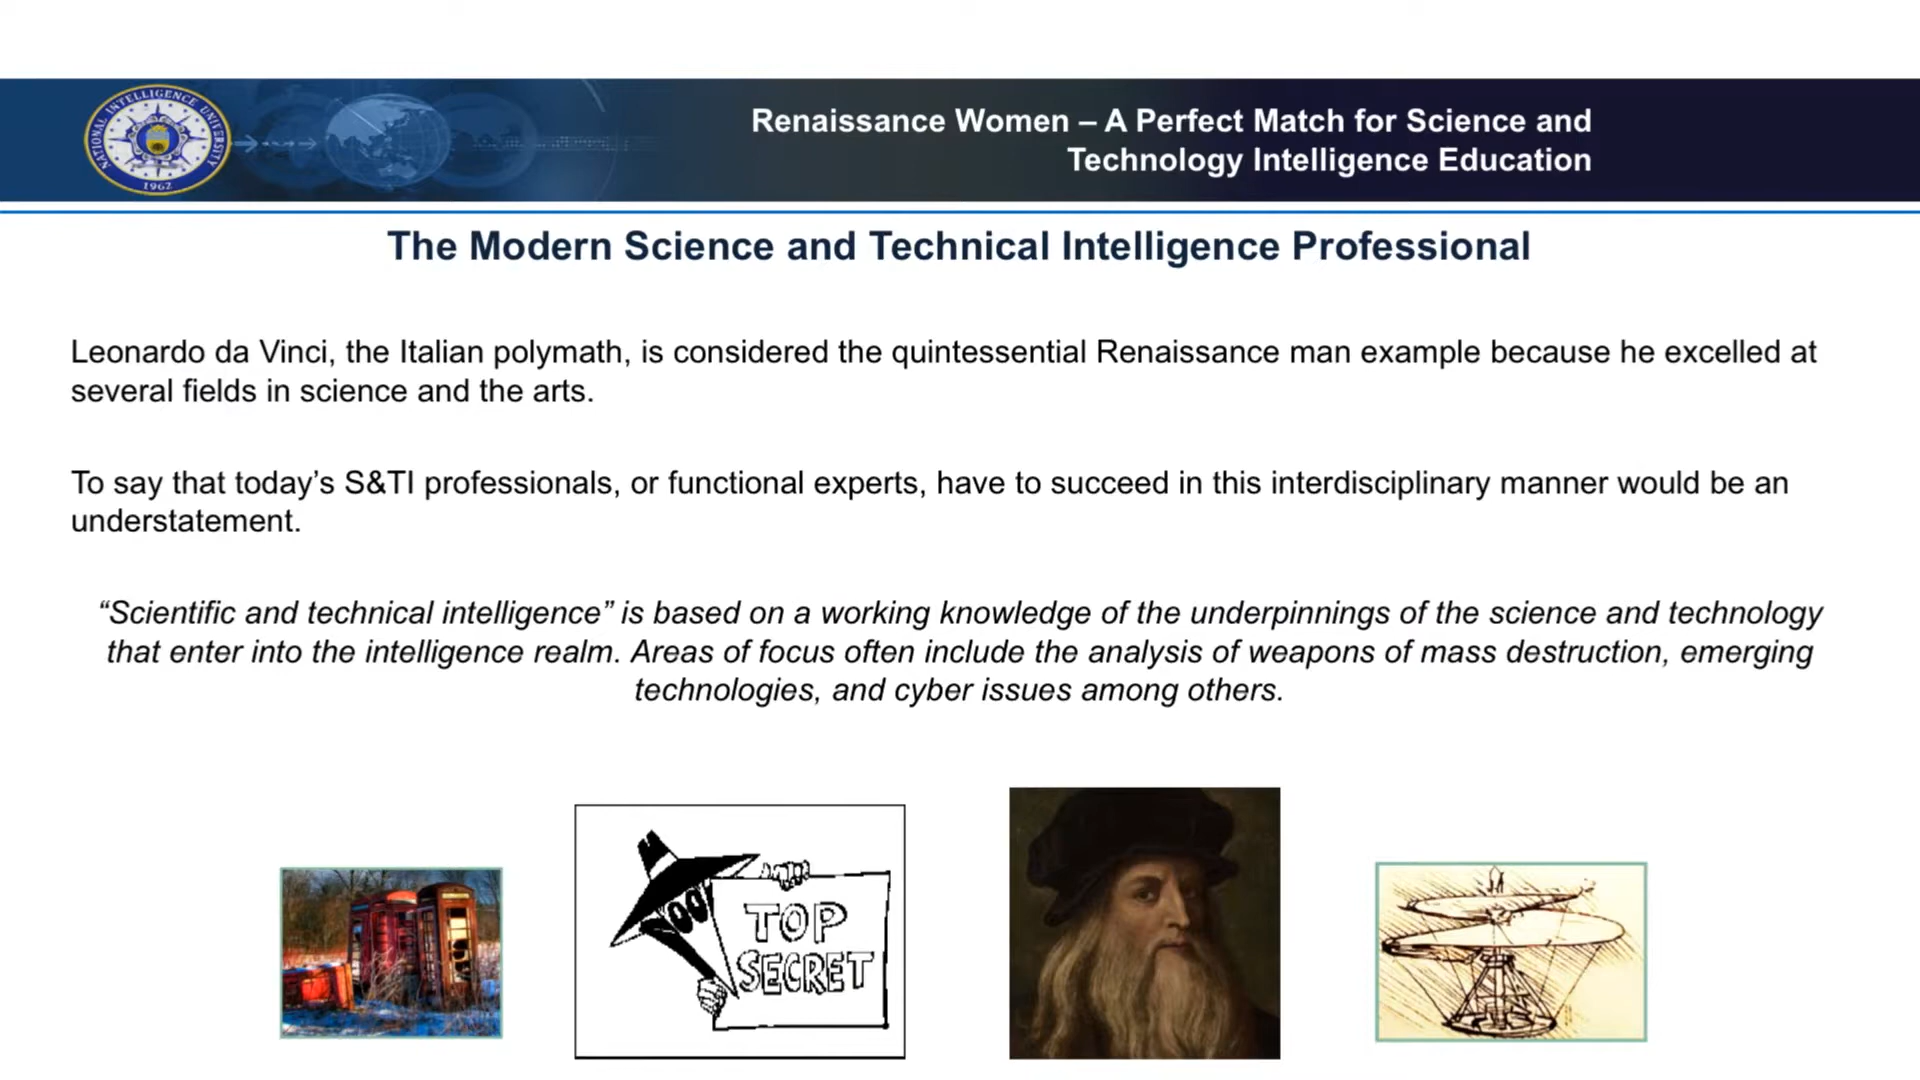 NATIONAL INTELLIGENCE UNIVERSITY
1962
Renaissance Women – A Perfect Match for Science and
Technology Intelligence Education
The Modern Science and Technical Intelligence Professional
Leonardo da Vinci, the Italian polymath, is considered the quintessential Renaissance man example because he excelled at
several fields in science and the arts.
To say that today’s S&TI professionals, or functional experts, have to succeed in this interdisciplinary manner would be an
understatement.
“Scientific and technical intelligence” is based on a working knowledge of the underpinnings of the science and technology
that enter into the intelligence realm. Areas of focus often include the analysis of weapons of mass destruction, emerging
technologies, and cyber issues among others.
TOP
SECRET